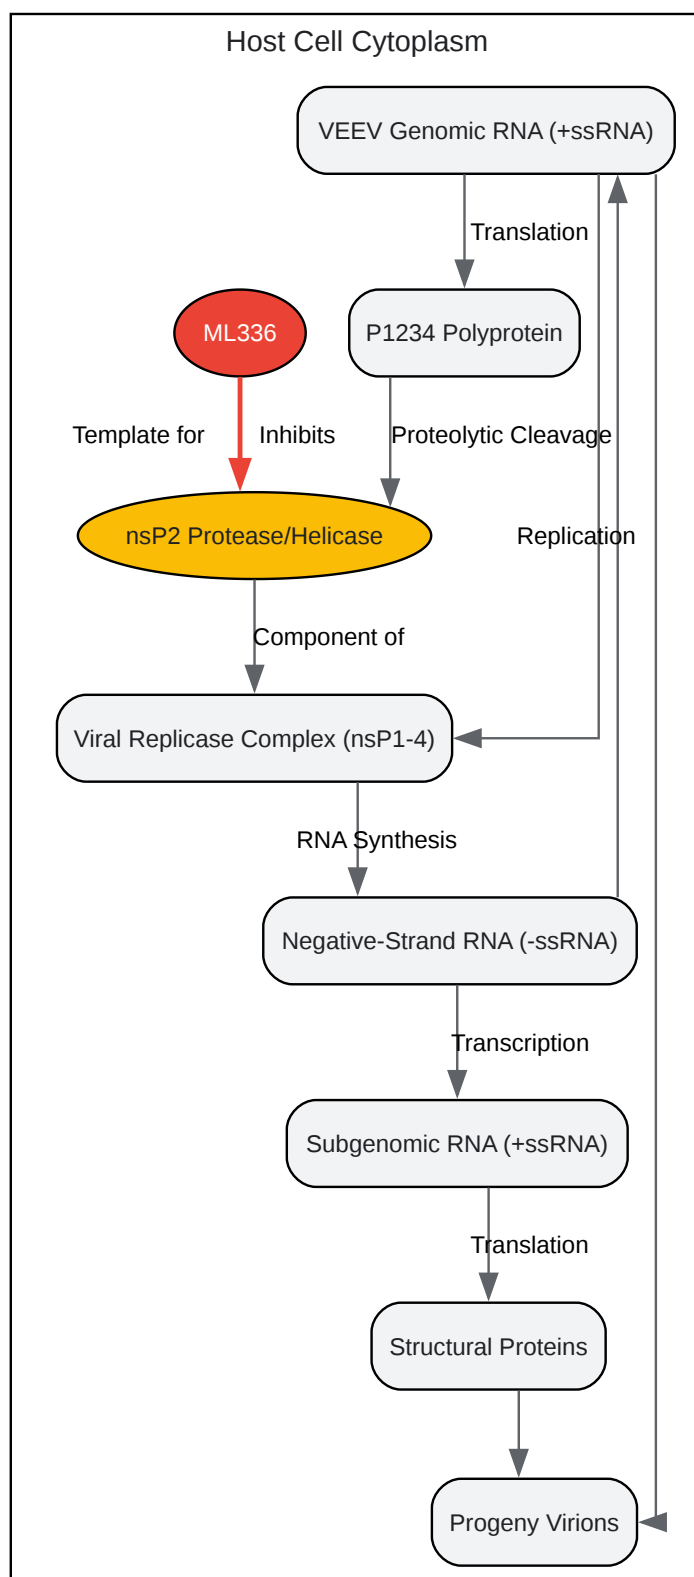 Host Cell Cytoplasm
VEEV Genomic RNA (+ssRNA)
Translation
ML336
P1234 Polyprotein
Template for
Inhibits
Proteolytic Cleavage
nsP2 Protease/Helicase
Replication
Component of
Viral Replicase Complex (nsP1-4)
RNA Synthesis
Negative-Strand RNA (-ssRNA)
Transcription
Subgenomic RNA (+ssRNA)
Translation
Structural Proteins
Progeny Virions